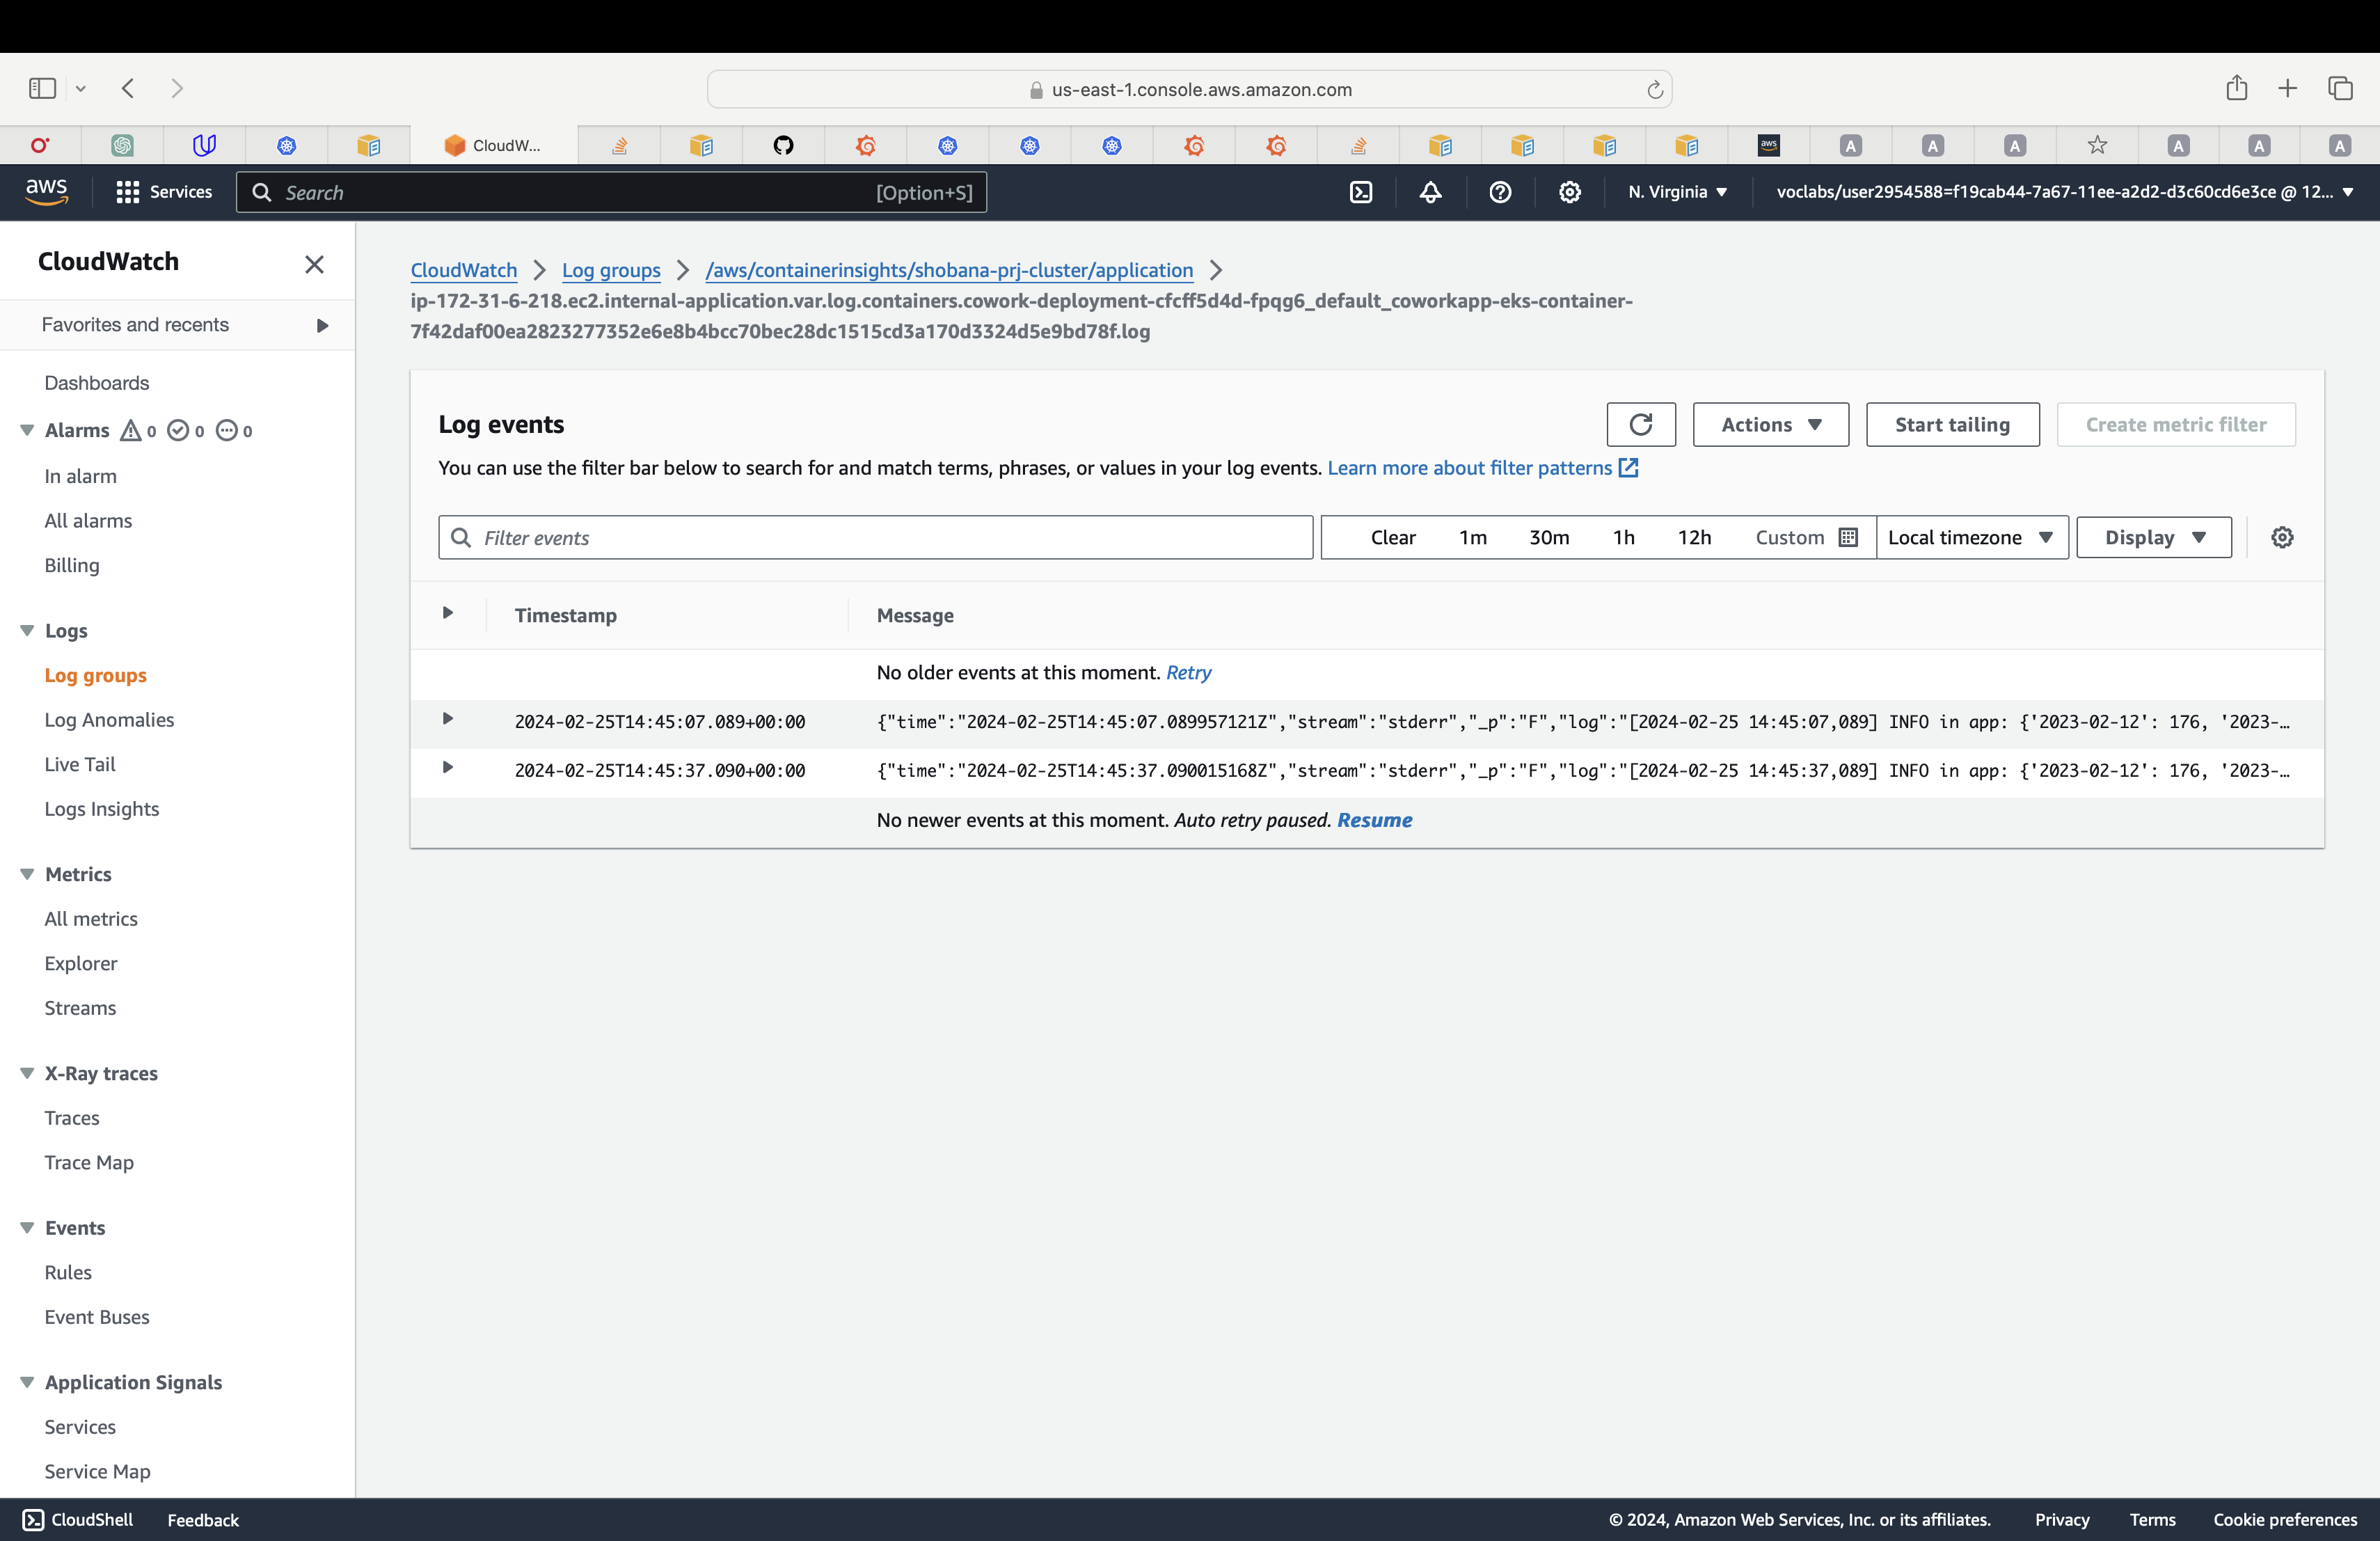 us-east-1.console.aws.amazon.com
CloudW...
aws
Services
Search
[Option+S]
N. Virginia
voclabs/user2954588=f19cab44-7a67-11ee-a2d2-d3c60cd6e3ce @ 12...
CloudWatch
Favorites and recents
Dashboards
Alarms 0 0 0
In alarm
All alarms
Billing
Logs
Log groups
Log Anomalies
Live Tail
Logs Insights
Metrics
All metrics
Explorer
Streams
X-Ray traces
Traces
Trace Map
Events
Rules
Event Buses
Application Signals
Services
Service Map
CloudWatch
Log groups
/aws/containerinsights/shobana-prj-cluster/application
ip-172-31-6-218.ec2.internal-application.var.log.containers.cowork-deployment-cfcff5d4d-fpqg6_default_coworkapp-eks-container-
7f42daf00ea2823277352e6e8b4bcc70bec28dc1515cd3a170d3324d5e9bd78f.log
Log events
Actions
Start tailing
Create metric filter
You can use the filter bar below to search for and match terms, phrases, or values in your log events. Learn more about filter patterns
Filter events
Clear 1m 30m 1h 12h Custom
Local timezone
Display
Timestamp Message
No older events at this moment. Retry
2024-02-25T14:45:07.089+00:00 {"time":"2024-02-25T14:45:07.089957121Z","stream":"stderr","_p":"F","log":"[2024-02-25 14:45:07,089] INFO in app: {'2023-02-12': 176, '2023-…
2024-02-25T14:45:37.090+00:00 {"time":"2024-02-25T14:45:37.090015168Z","stream":"stderr","_p":"F","log":"[2024-02-25 14:45:37,089] INFO in app: {'2023-02-12': 176, '2023-…
No newer events at this moment. Auto retry paused. Resume
CloudShell
Feedback
© 2024, Amazon Web Services, Inc. or its affiliates.
Privacy
Terms
Cookie preferences